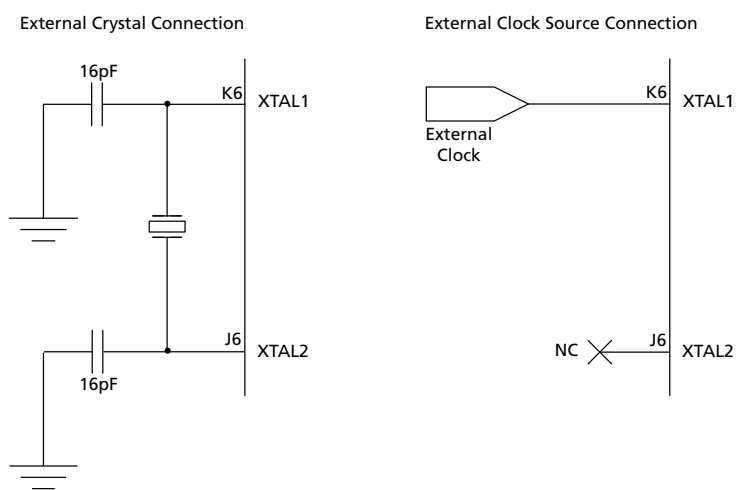 External Crystal Connection
16pF
K6
XTAL1
J6
XTAL2
16pF
External Clock Source Connection
K6
XTAL1
External
Clock
NC
J6
XTAL2